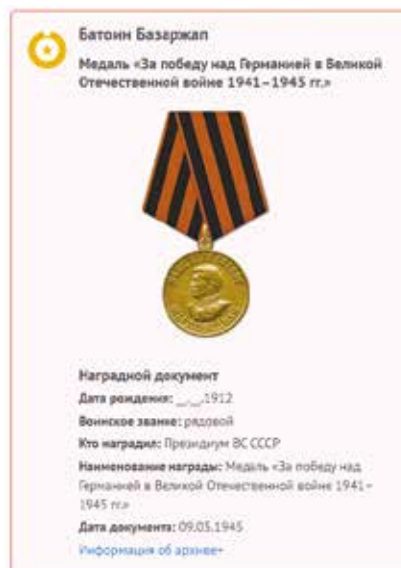 Батоин Базаржап
Медаль «За победу над Германией в Великой
Отечественной войне 1941–1945 гг.»
Наградной документ
Дата рождения: __.__.1912
Воинское звание: рядовой
Кто наградил: Президиум ВС СССР
Наименование награды: Медаль «За победу над
Германией в Великой Отечественной войне 1941–
1945 гг.»
Дата документа: 09.05.1945
Информация об архиве+